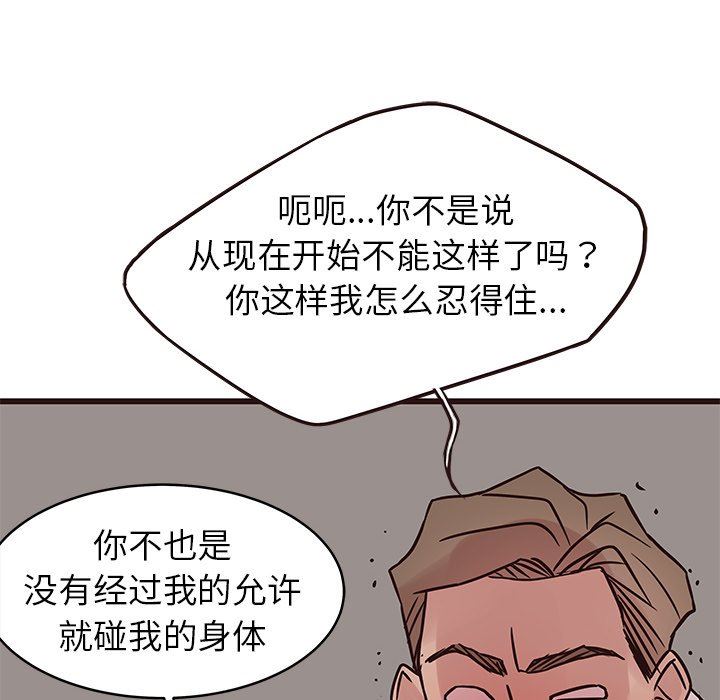 呃呃...你不是说
从现在开始不能这样了吗？
你这样我怎么忍得住...
你不也是
没有经过我的允许
就碰我的身体